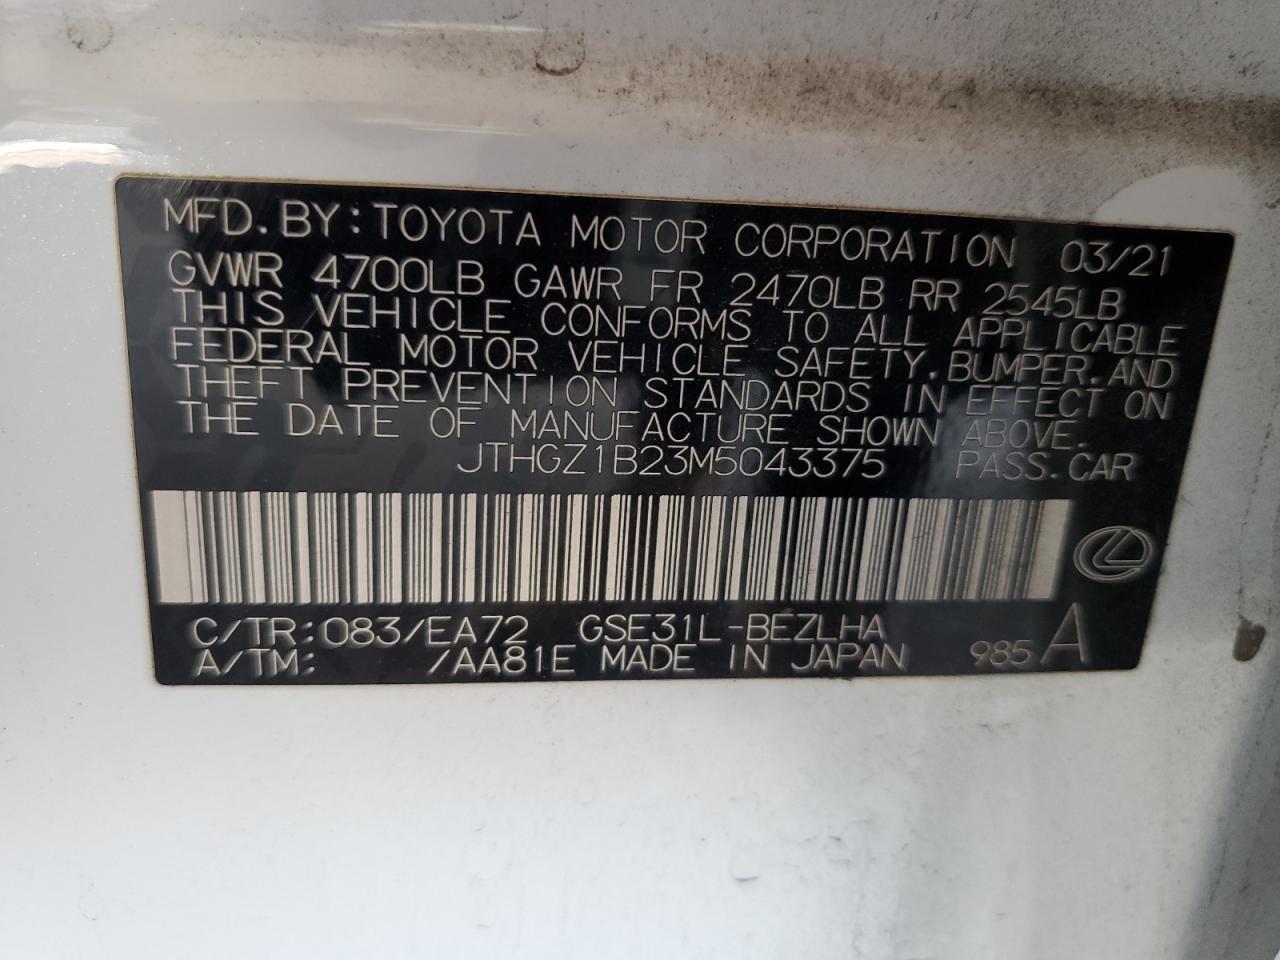 MFD. BY: TOYOTA MOTOR CORPORATION 03/21
GVWR 4700LB GAWR FR 2470LB RR 2545LB
THIS VEHICLE CONFORMS TO ALL APPLICABLE
FEDERAL MOTOR VEHICLE SAFETY, BUMPER, AND
THEFT PREVENTION STANDARDS IN EFFECT ON
THE DATE OF MANUFACTURE SHOWN ABOVE.
JTHGZ1B23M5043375 PASS. CAR
C/TR: 083/EA72 GSE31L-BEZLHA
A/TM: /AA81E MADE IN JAPAN 985 A